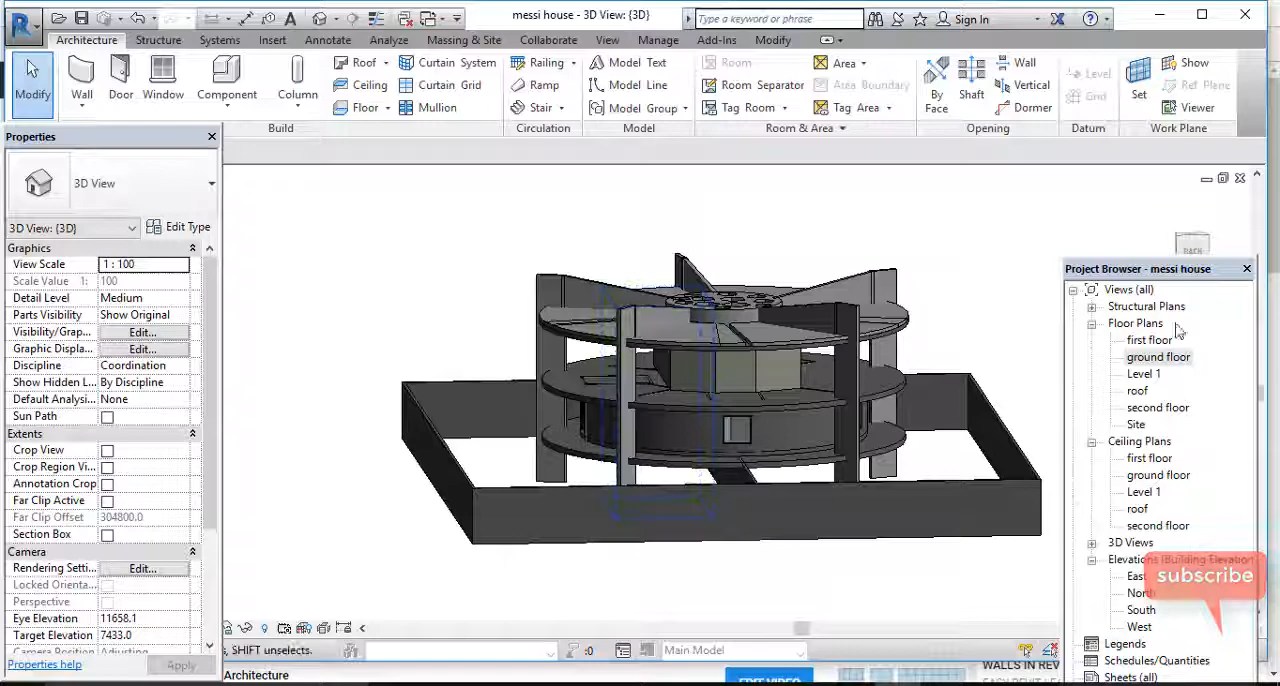 messi house - 3D View: {3D}
Type a keyword or phrase
Sign In
Architecture Structure Systems Insert Annotate Analyze Massing & Site Collaborate View Manage Add-Ins Modify
Modify
Wall
Door
Window
Component
Column
Roof
Ceiling
Floor
Curtain System
Curtain Grid
Mullion
Railing
Ramp
Stair
Model Text
Model Line
Model Group
Room
Room Separator
Tag Room
Area
Area Boundary
Tag Area
By Face
Shaft
Wall
Vertical
Dormer
Level
Grid
Set
Show
Ref Plane
Viewer
Build
Circulation
Model
Room & Area
Opening
Datum
Work Plane
Properties
3D View
3D View: {3D}
Edit Type
Graphics
View Scale 1 : 100
Scale Value 1: 100
Detail Level Medium
Parts Visibility Show Original
Visibility/Grap... Edit...
Graphic Displa... Edit...
Discipline Coordination
Show Hidden L... By Discipline
Default Analysi... None
Sun Path
Extents
Crop View
Crop Region Vi...
Annotation Crop
Far Clip Active
Far Clip Offset 304800.0
Section Box
Camera
Rendering Setti... Edit...
Locked Orienta...
Perspective
Eye Elevation 11658.1
Target Elevation 7433.0
Properties help
Apply
BACK
Project Browser - messi house
Views (all)
Structural Plans
Floor Plans
first floor
ground floor
Level 1
roof
second floor
Site
Ceiling Plans
first floor
ground floor
Level 1
roof
second floor
3D Views
Elevations (Building Elevation
East
North
South
West
Legends
Schedules/Quantities
Sheets (all)
subscribe
, SHIFT unselects.
:0
Main Model
Architecture
EDIT VIDEO
WALLS IN REV